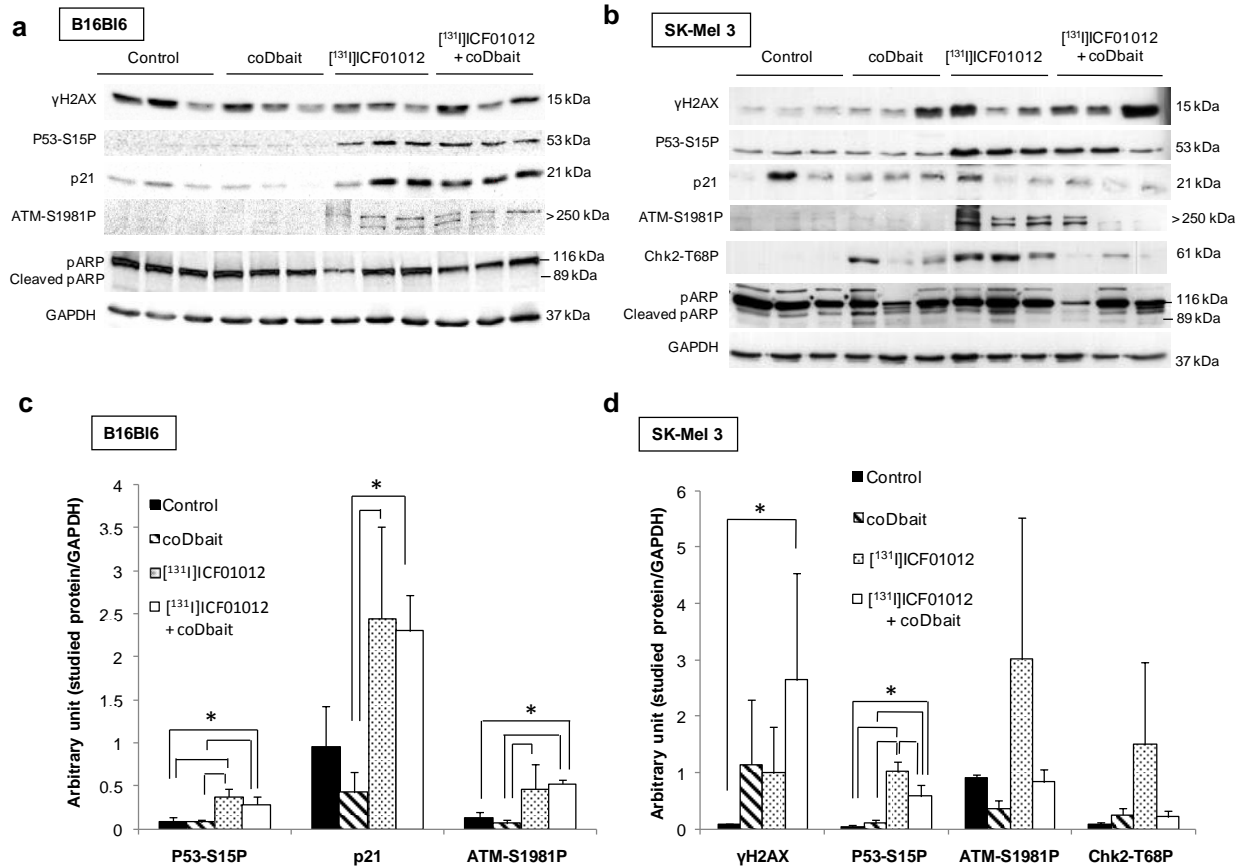 a
B16Bl6
Control
coDbait
[¹³¹I]ICF01012
[¹³¹I]ICF01012
+ coDbait
γH2AX
15 kDa
P53-S15P
53 kDa
p21
21 kDa
ATM-S1981P
> 250 kDa
pARP
116 kDa
Cleaved pARP
89 kDa
GAPDH
37 kDa
b
SK-Mel 3
Control
coDbait
[¹³¹I]ICF01012
[¹³¹I]ICF01012
+ coDbait
γH2AX
15 kDa
P53-S15P
53 kDa
p21
21 kDa
ATM-S1981P
> 250 kDa
Chk2-T68P
61 kDa
pARP
116 kDa
Cleaved pARP
89 kDa
GAPDH
37 kDa
c
B16Bl6
Arbitrary unit (studied protein/GAPDH)
4
3.5
3
2.5
2
1.5
1
0.5
0
Control
coDbait
[¹³¹I]ICF01012
[¹³¹I]ICF01012
+ coDbait
*
*
*
P53-S15P
p21
ATM-S1981P
d
SK-Mel 3
Arbitrary unit (studied protein/GAPDH)
6
5
4
3
2
1
0
Control
coDbait
[¹³¹I]ICF01012
[¹³¹I]ICF01012
+ coDbait
*
*
γH2AX
P53-S15P
ATM-S1981P
Chk2-T68P